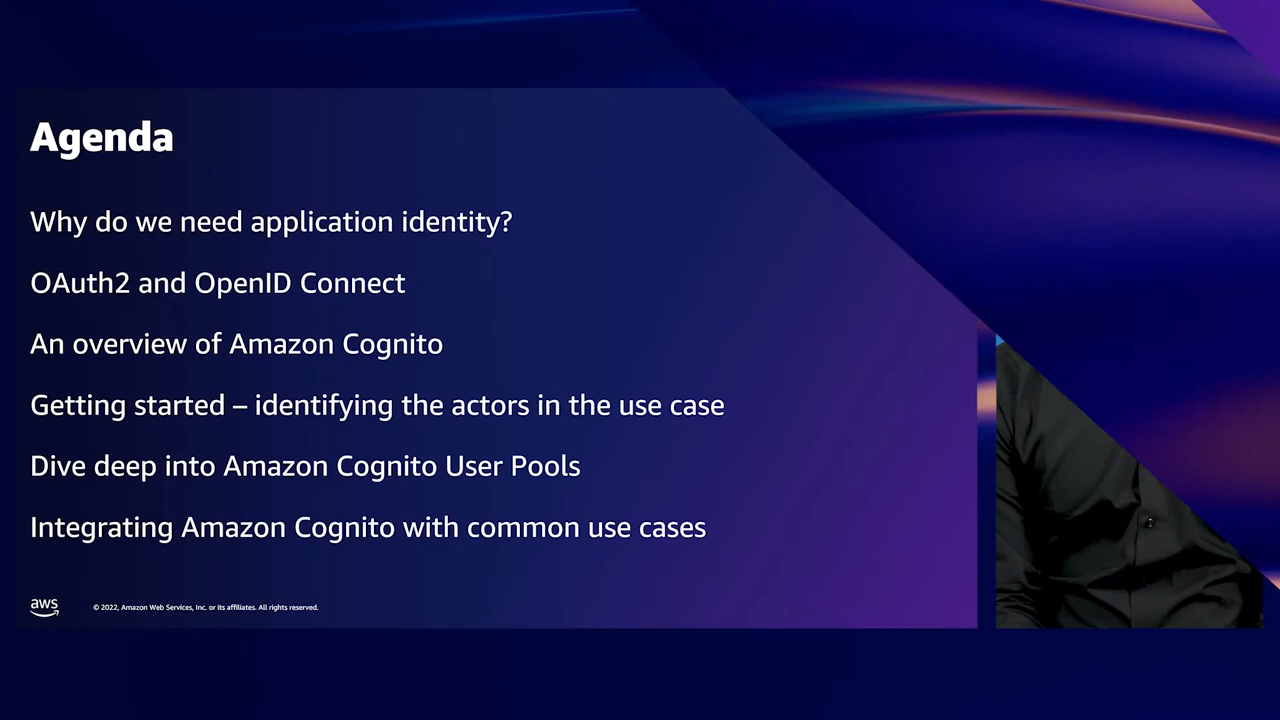 Agenda
Why do we need application identity?
OAuth2 and OpenID Connect
An overview of Amazon Cognito
Getting started – identifying the actors in the use case
Dive deep into Amazon Cognito User Pools
Integrating Amazon Cognito with common use cases
aws
© 2022, Amazon Web Services, Inc. or its affiliates. All rights reserved.